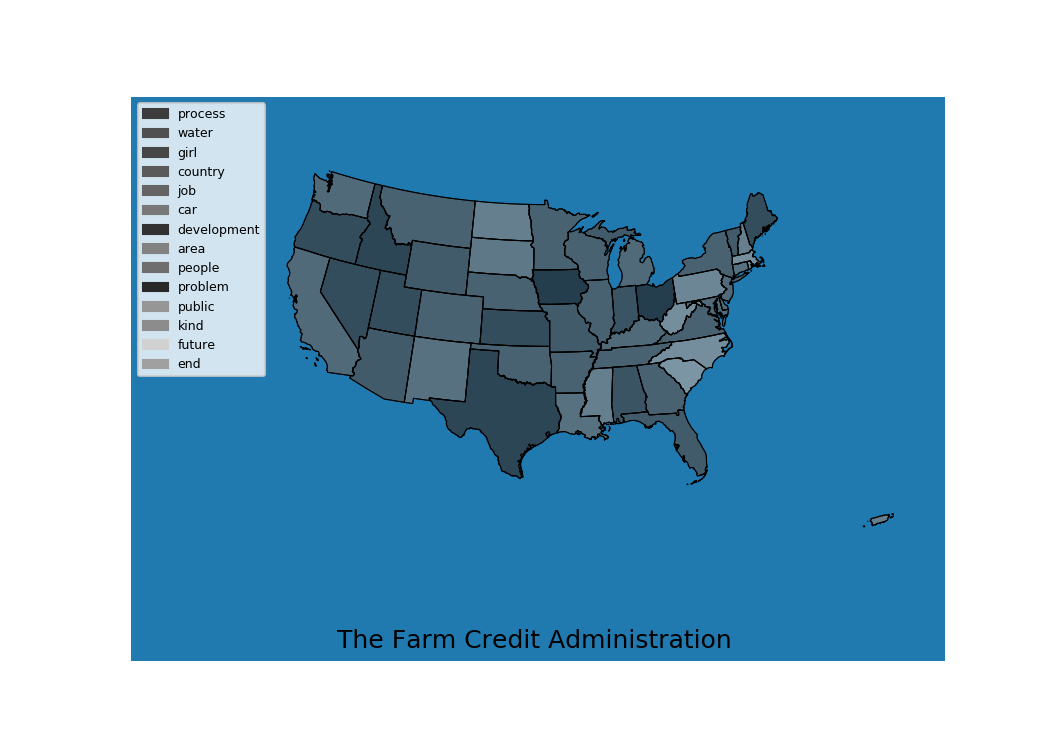 process
water
girl
country
job
car
development
area
people
problem
public
kind
future
end
The Farm Credit Administration